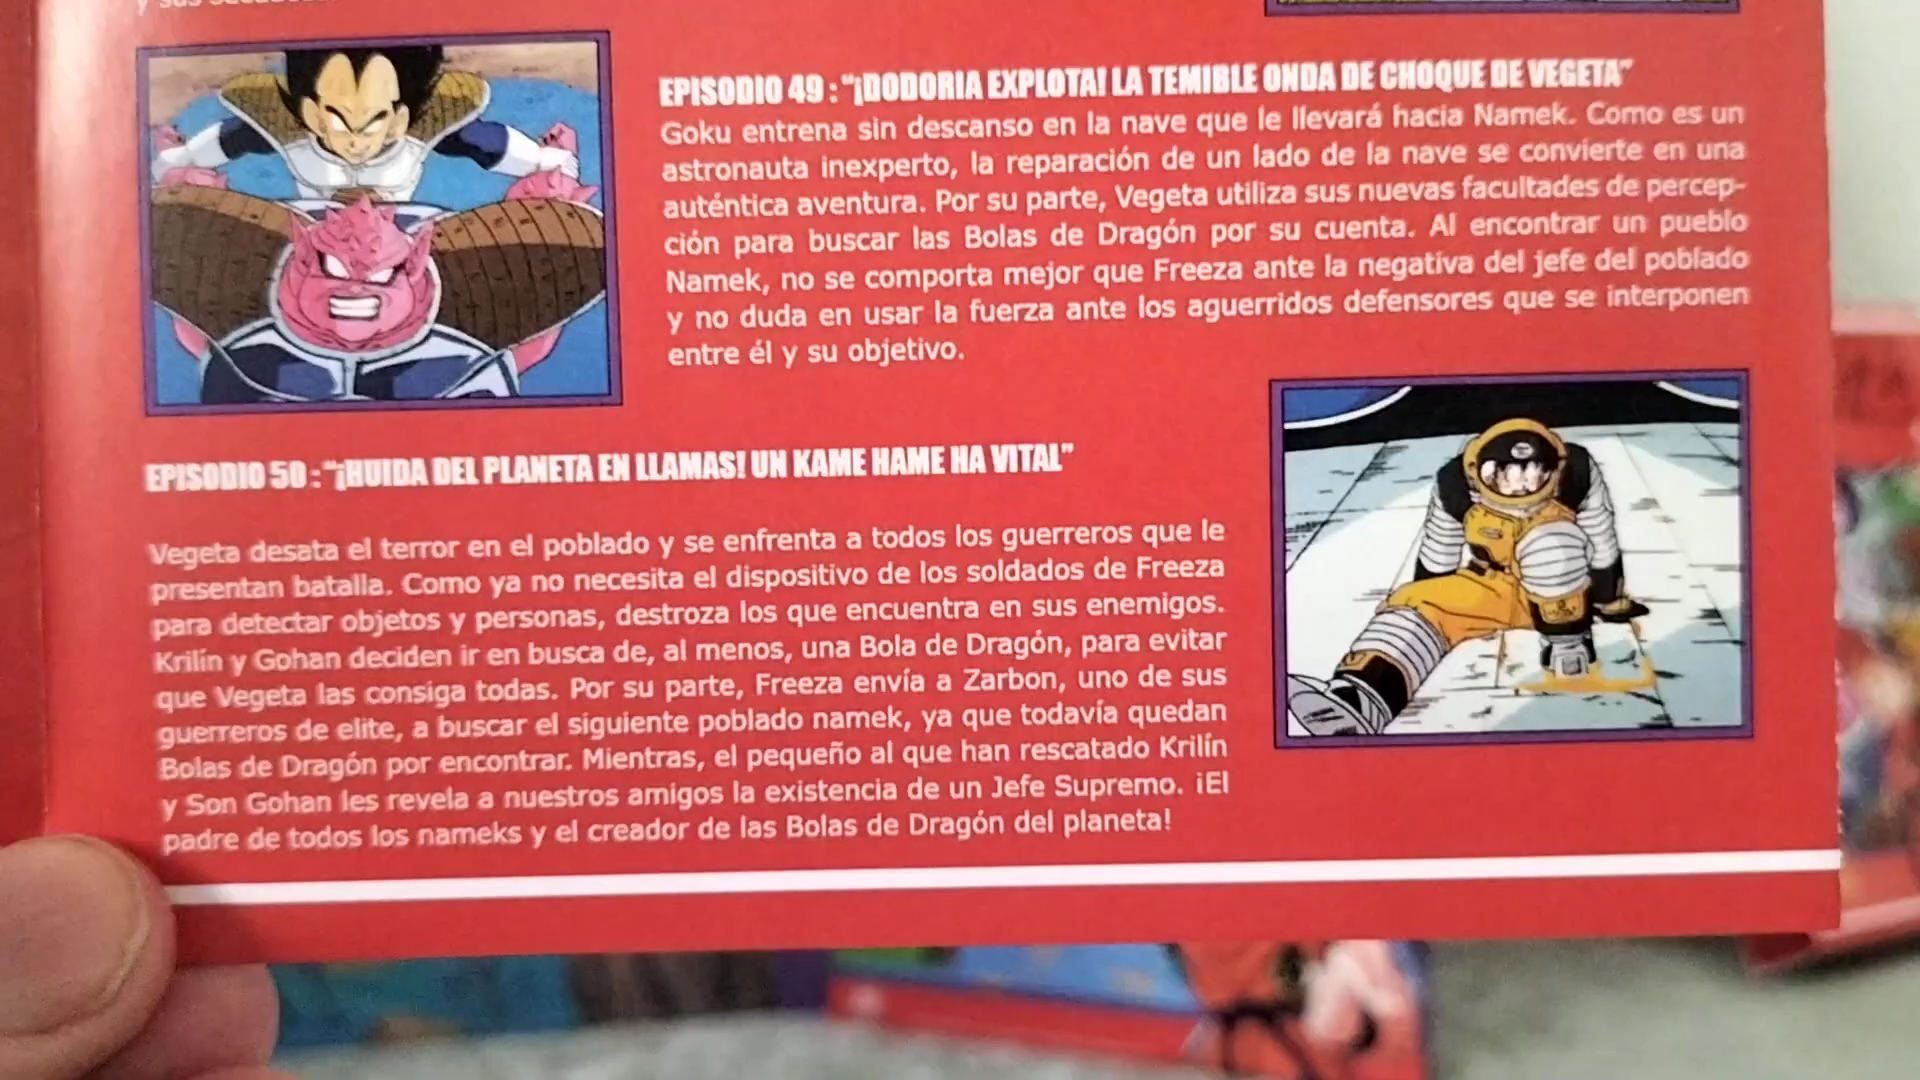 EPISODIO 49 : “¡DODORIA EXPLOTA! LA TEMIBLE ONDA DE CHOQUE DE VEGETA”
Goku entrena sin descanso en la nave que le llevará hacia Namek. Como es un
astronauta inexperto, la reparación de un lado de la nave se convierte en una
auténtica aventura. Por su parte, Vegeta utiliza sus nuevas facultades de percep-
ción para buscar las Bolas de Dragón por su cuenta. Al encontrar un pueblo
Namek, no se comporta mejor que Freeza ante la negativa del jefe del poblado
y no duda en usar la fuerza ante los aguerridos defensores que se interponen
entre él y su objetivo.
EPISODIO 50 : “¡HUIDA DEL PLANETA EN LLAMAS! UN KAME HAME HA VITAL”
Vegeta desata el terror en el poblado y se enfrenta a todos los guerreros que le
presentan batalla. Como ya no necesita el dispositivo de los soldados de Freeza
para detectar objetos y personas, destroza los que encuentra en sus enemigos.
Krilín y Gohan deciden ir en busca de, al menos, una Bola de Dragón, para evitar
que Vegeta las consiga todas. Por su parte, Freeza envía a Zarbon, uno de sus
guerreros de elite, a buscar el siguiente poblado namek, ya que todavía quedan
Bolas de Dragón por encontrar. Mientras, el pequeño al que han rescatado Krilín
y Son Gohan les revela a nuestros amigos la existencia de un Jefe Supremo. ¡El
padre de todos los nameks y el creador de las Bolas de Dragón del planeta!